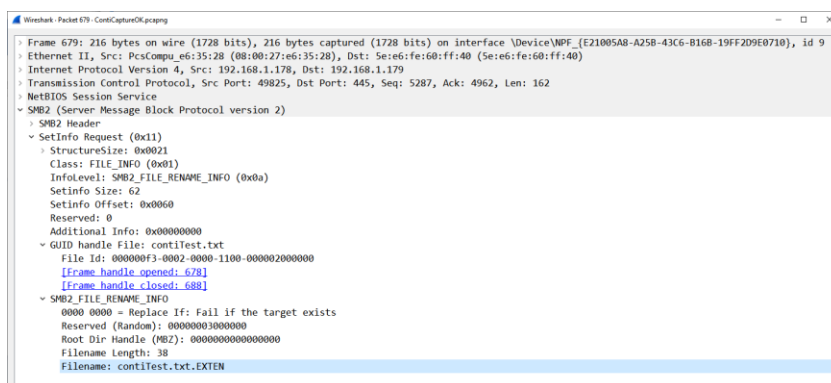 Wireshark · Packet 679 · ContiCaptureOK.pcapng
Frame 679: 216 bytes on wire (1728 bits), 216 bytes captured (1728 bits) on interface \Device\NPF_{E21005A8-A25B-43C6-B16B-19FF2D9E0710}, id 9
Ethernet II, Src: PcsCompu_e6:35:28 (08:00:27:e6:35:28), Dst: 5e:e6:fe:60:ff:40 (5e:e6:fe:60:ff:40)
Internet Protocol Version 4, Src: 192.168.1.178, Dst: 192.168.1.179
Transmission Control Protocol, Src Port: 49825, Dst Port: 445, Seq: 5287, Ack: 4962, Len: 162
NetBIOS Session Service
SMB2 (Server Message Block Protocol version 2)
SMB2 Header
SetInfo Request (0x11)
StructureSize: 0x0021
Class: FILE_INFO (0x01)
InfoLevel: SMB2_FILE_RENAME_INFO (0x0a)
Setinfo Size: 62
Setinfo Offset: 0x0060
Reserved: 0
Additional Info: 0x00000000
GUID handle File: contiTest.txt
File Id: 000000f3-0002-0000-1100-000002000000
[Frame handle opened: 678]
[Frame handle closed: 688]
SMB2_FILE_RENAME_INFO
0000 0000 = Replace If: Fail if the target exists
Reserved (Random): 00000003000000
Root Dir Handle (MBZ): 0000000000000000
Filename Length: 38
Filename: contiTest.txt.EXTEN